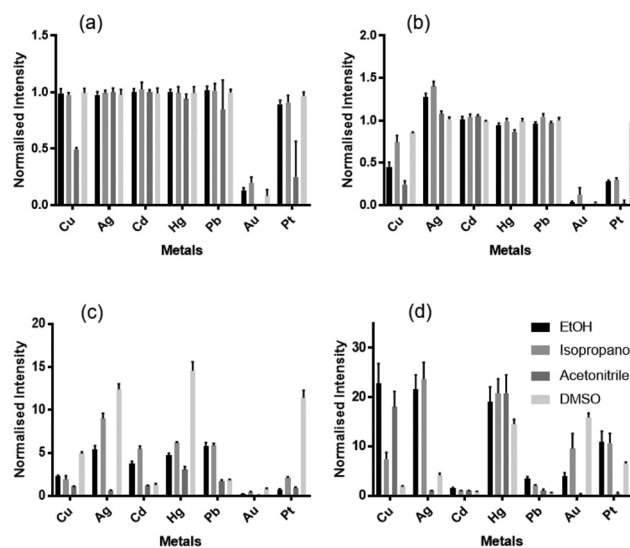 (a)
Normalised Intensity
1.5
1.0
0.5
0.0
Cu Ag Cd Hg Pb Au Pt
Metals
(b)
Normalised Intensity
2.0
1.5
1.0
0.5
0.0
Cu Ag Cd Hg Pb Au Pt
Metals
(c)
Normalised Intensity
20
15
10
5
0
Cu Ag Cd Hg Pb Au Pt
Metals
(d)
Normalised Intensity
30
20
10
0
Cu Ag Cd Hg Pb Au Pt
Metals
EtOH
Isopropano
Acetonitrile
DMSO